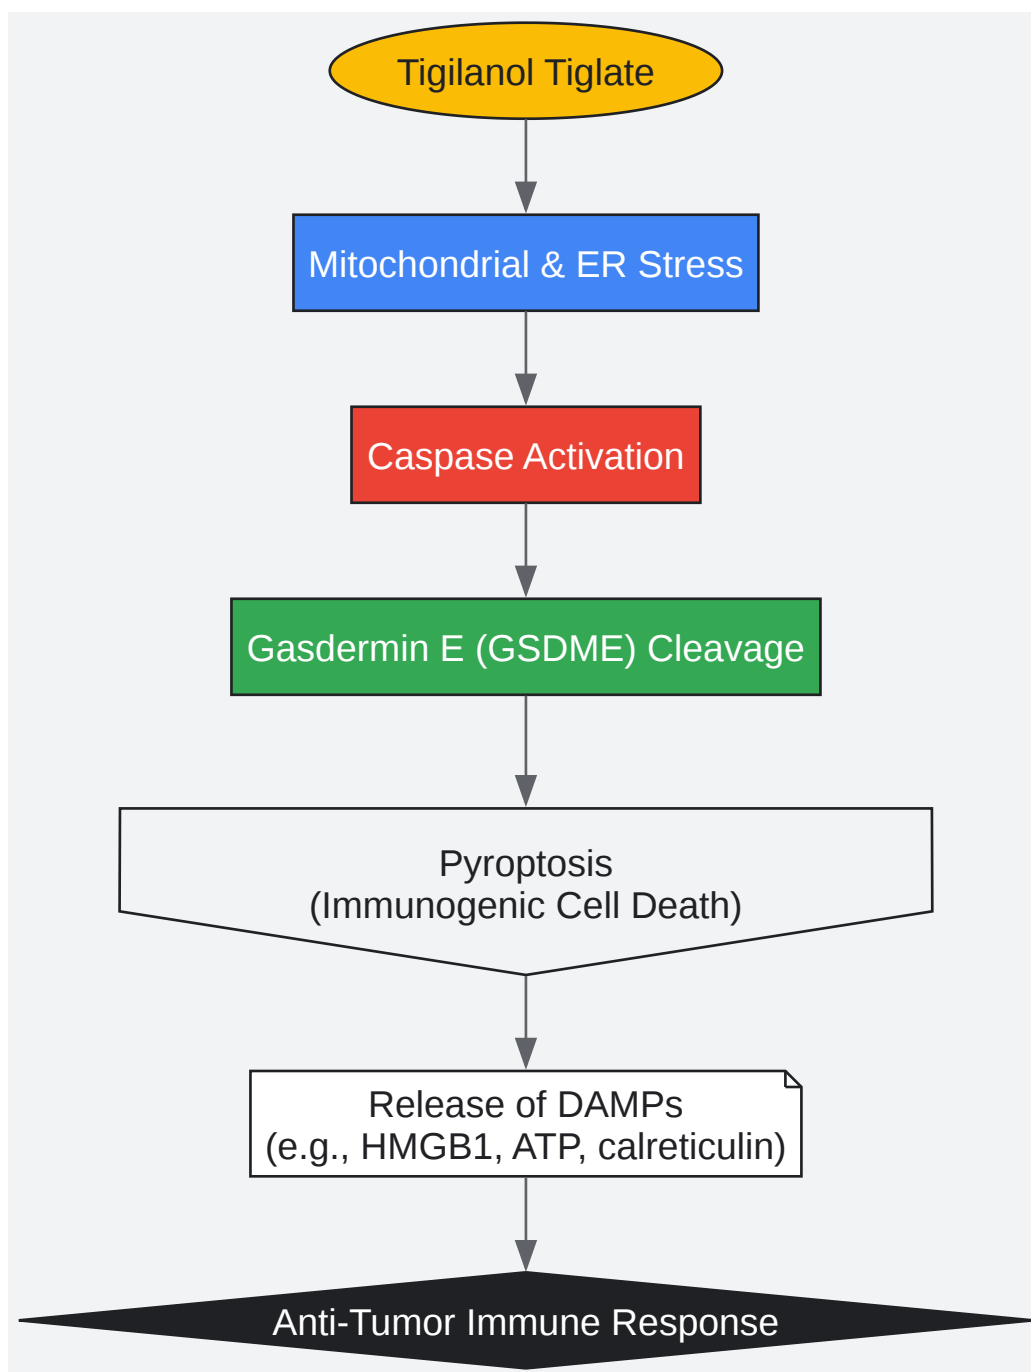 Tigilanol Tiglate
Mitochondrial & ER Stress
Caspase Activation
Gasdermin E (GSDME) Cleavage
Pyroptosis
(Immunogenic Cell Death)
Release of DAMPs
(e.g., HMGB1, ATP, calreticulin)
Anti-Tumor Immune Response